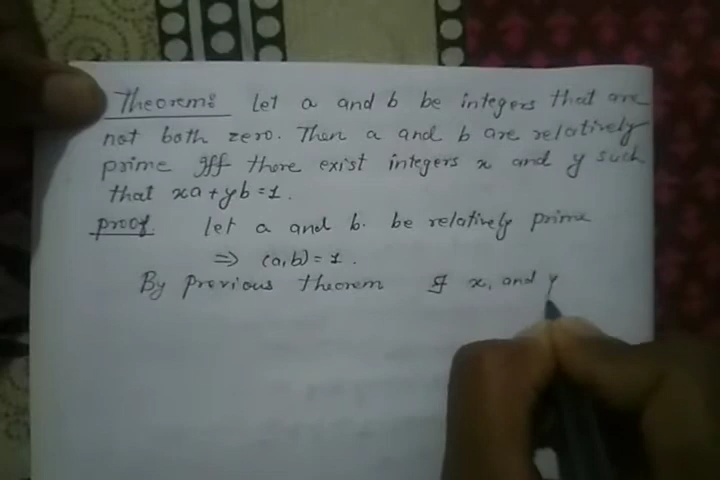 Theorem: Let a and b be integers that are
not both zero. Then a and b are relatively
prime iff there exist integers x and y such
that xa + yb = 1.
proof. let a and b. be relatively prime
⇒ (a, b) = 1.
By previous theorem ∃ x, and y